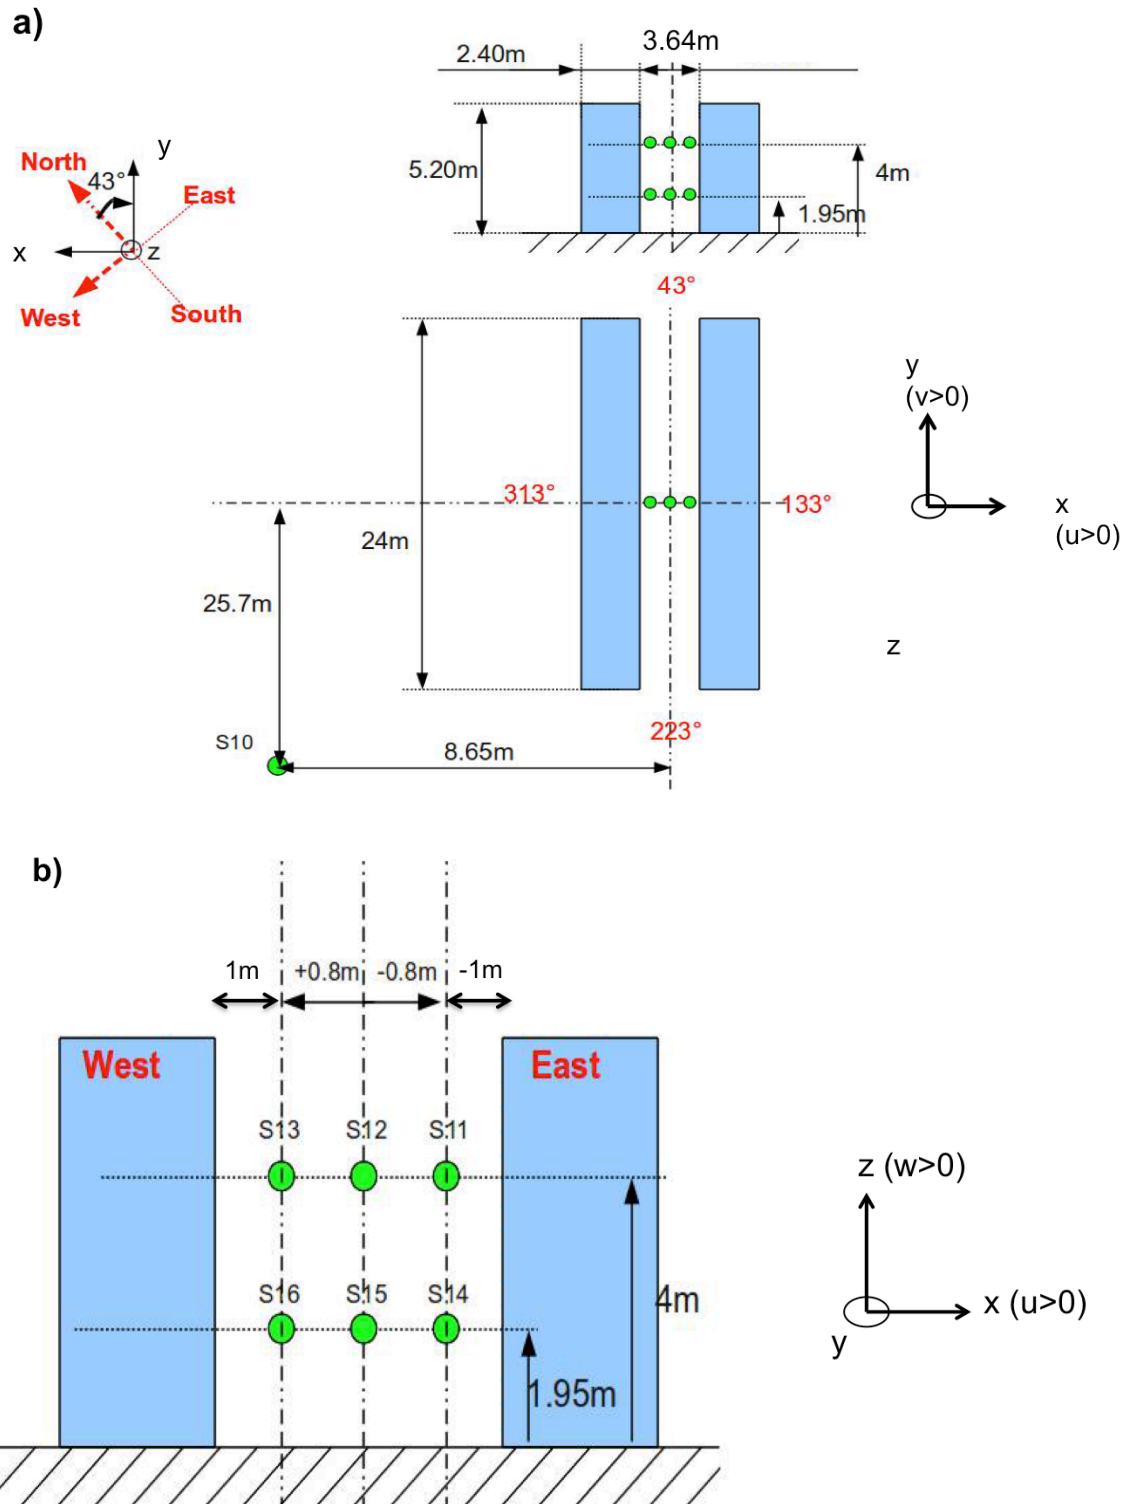 a)
2.40m
3.64m
y
North
43°
East
5.20m
4m
1.95m
x
z
West
South
43°
y
(v>0)
313°
133°
x
(u>0)
24m
25.7m
z
S10
223°
8.65m
b)
1m
+0.8m
-0.8m
-1m
West
East
S13
S12
S11
z (w>0)
S16
S15
S14
4m
x (u>0)
y
1.95m